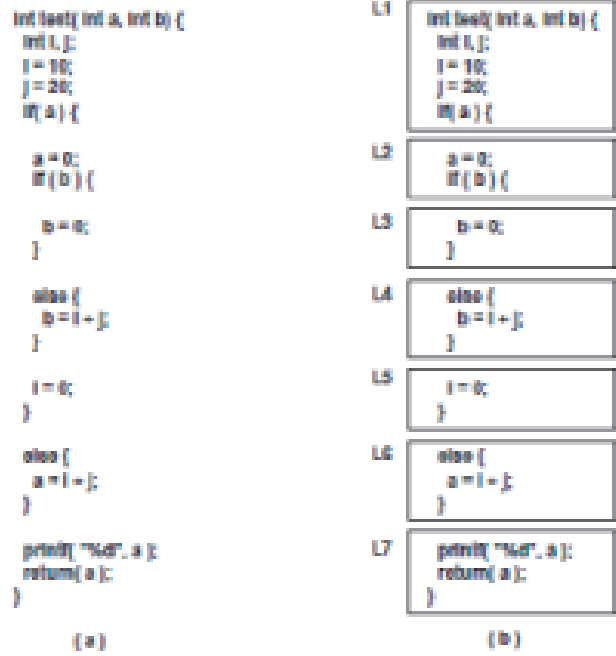 int test( int a, int b) {
int i, j;
i = 10;
j = 20;
if( a ) {
a = 0;
if ( b ) {
b = 0;
}
else {
b = i + j;
}
i = 0;
}
else {
a = i + j;
}
printf( "%d", a );
return( a );
}
( a )
L1
int test( int a, int b) {
int i, j;
i = 10;
j = 20;
if( a ) {
L2
a = 0;
if ( b ) {
L3
b = 0;
}
L4
else {
b = i + j;
}
L5
i = 0;
}
L6
else {
a = i + j;
}
L7
printf( "%d", a );
return( a );
}
( b )